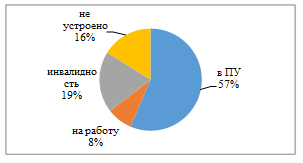 не
устроено
16%
в ПУ
57%
инвалидно
сть
19%
на работу
8%